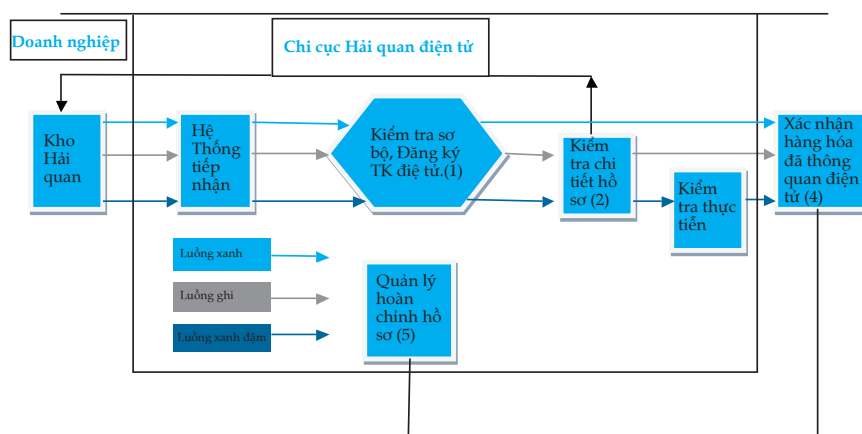 Doanh nghiệp
Chi cục Hải quan điện tử
Kho
Hải
quan
Hệ
Thống
tiếp
nhận
Kiểm tra sơ
bộ, Đăng ký
TK điệ tử.(1)
Kiểm
tra chi
tiết hồ
sơ (2)
Kiểm
tra thực
tiễn
Xác nhận
hàng hóa
đã thông
quan điện
tử (4)
Luồng xanh
Luồng ghi
Luồng xanh đậm
Quản lý
hoàn
chỉnh hồ
sơ (5)